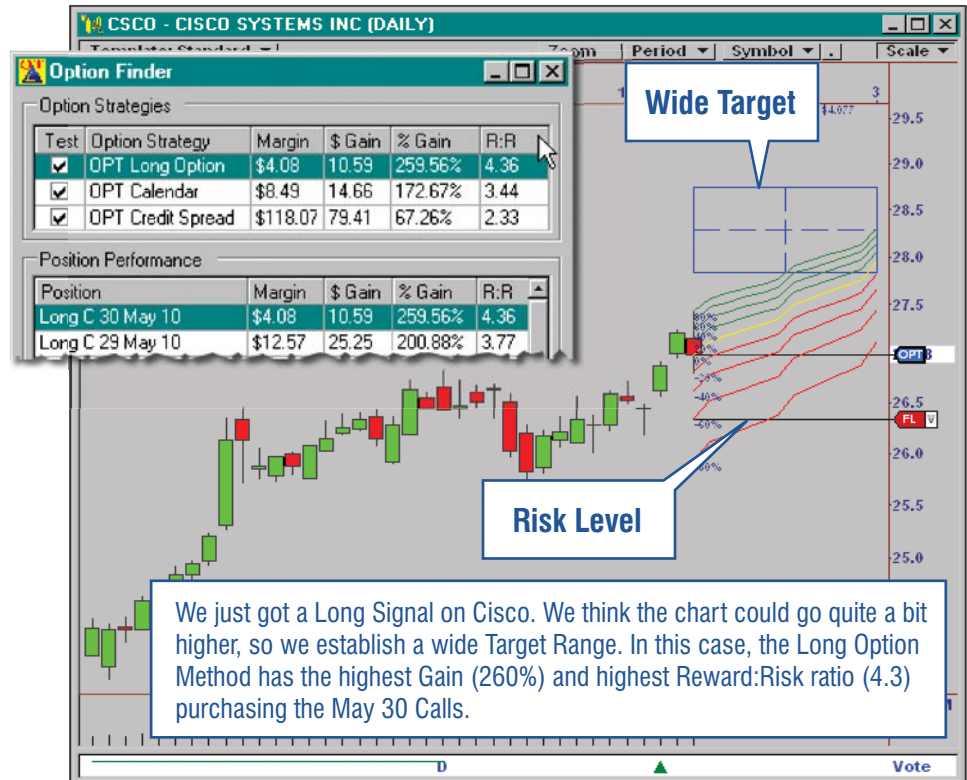 CSCO - CISCO SYSTEMS INC (DAILY)
Zoom Period Symbol . Scale
Option Finder
Option Strategies
Test Option Strategy Margin $ Gain % Gain R:R
OPT Long Option $4.08 10.59 259.56% 4.36
OPT Calendar $8.49 14.66 172.67% 3.44
OPT Credit Spread $118.07 79.41 67.26% 2.33
Position Performance
Position Margin $ Gain % Gain R:R
Long C 30 May 10 $4.08 10.59 259.56% 4.36
Long C 29 May 10 $12.57 25.25 200.88% 3.77
Wide Target
3
$4.077
29.5
29.0
28.5
28.0
27.5
OPT
26.5
FL V
26.0
25.5
25.0
-20%
-40%
-60%
Risk Level
We just got a Long Signal on Cisco. We think the chart could go quite a bit
higher, so we establish a wide Target Range. In this case, the Long Option
Method has the highest Gain (260%) and highest Reward:Risk ratio (4.3)
purchasing the May 30 Calls.
D
Vote